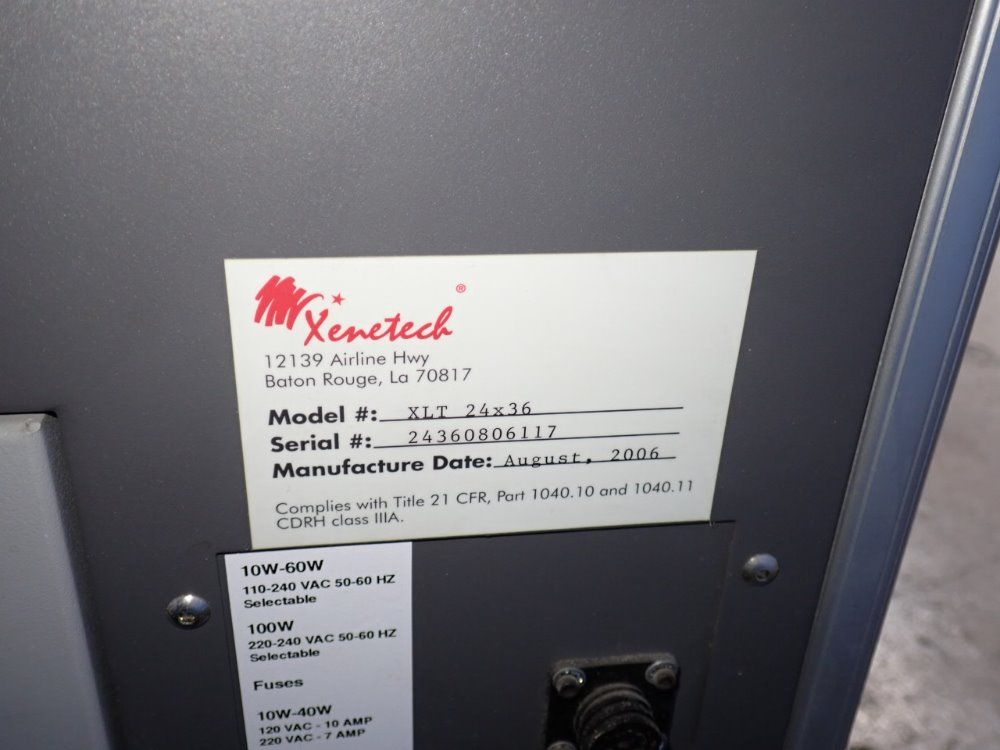 Xenetech®
12139 Airline Hwy
Baton Rouge, La 70817
Model #: XLT 24x36
Serial #: 24360806117
Manufacture Date: August, 2006
Complies with Title 21 CFR, Part 1040.10 and 1040.11
CDRH class IIIA.
10W-60W
110-240 VAC 50-60 HZ
Selectable
100W
220-240 VAC 50-60 HZ
Selectable
Fuses
10W-40W
120 VAC - 10 AMP
220 VAC - 7 AMP